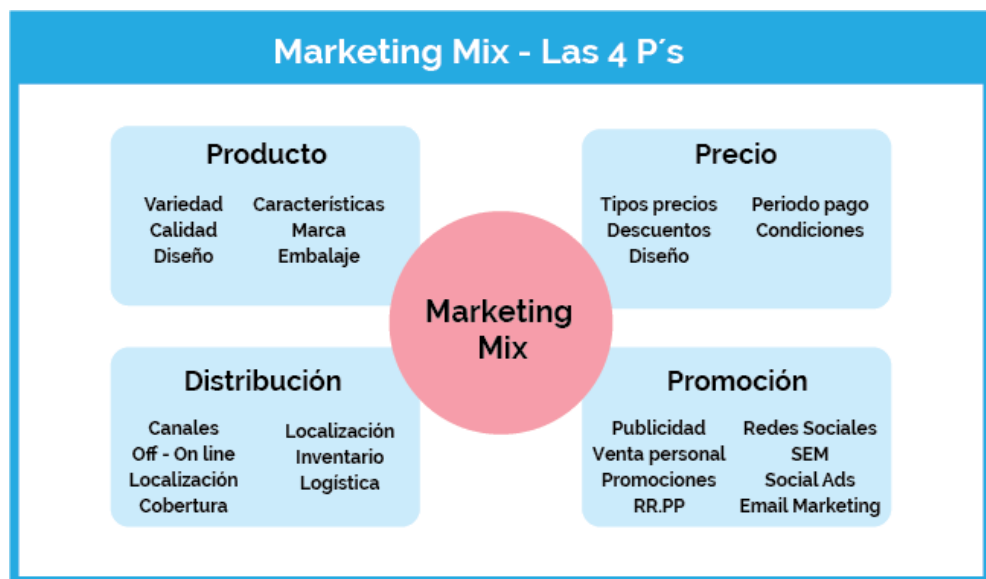 Marketing Mix - Las 4 P´s
Producto
Variedad
Calidad
Diseño
Características
Marca
Embalaje
Precio
Tipos precios
Descuentos
Diseño
Periodo pago
Condiciones
Marketing
Mix
Distribución
Canales
Off - On line
Localización
Cobertura
Localización
Inventario
Logística
Promoción
Publicidad
Venta personal
Promociones
RR.PP
Redes Sociales
SEM
Social Ads
Email Marketing